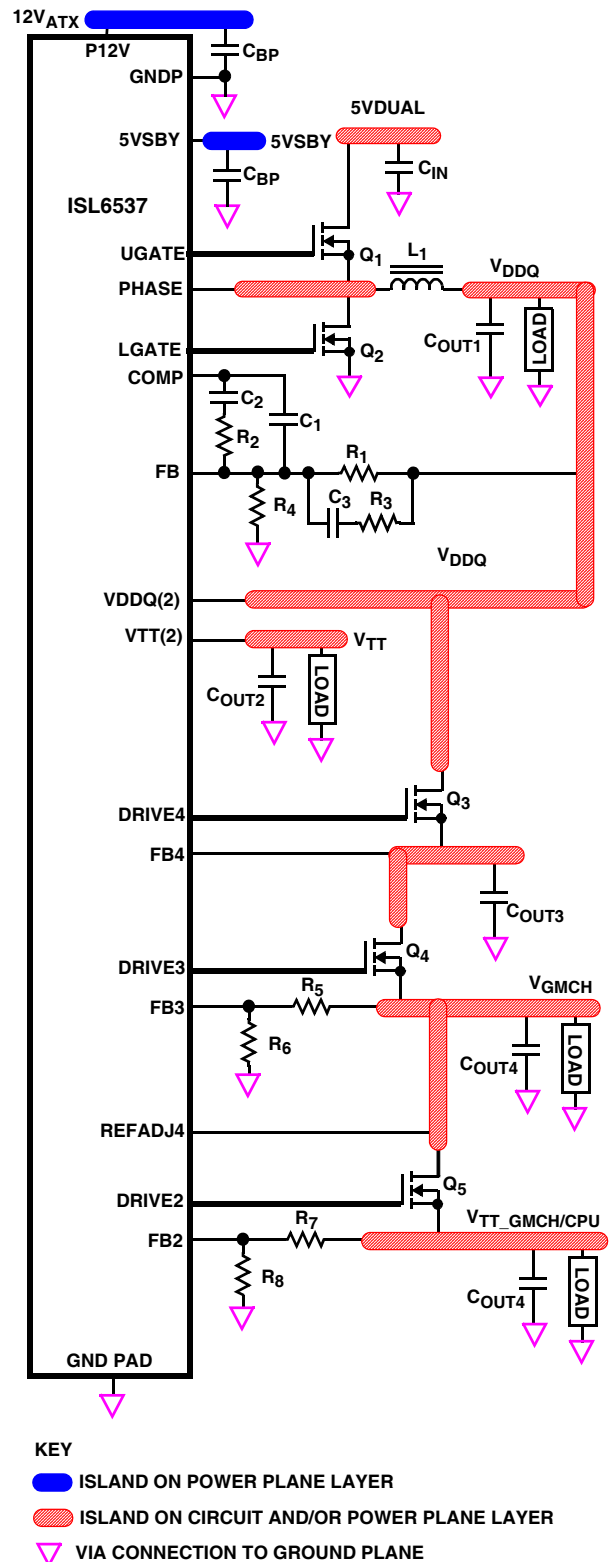 12VATX
P12V
CBP
GNDP
5VDUAL
5VSBY
5VSBY
CBP
CIN
ISL6537
UGATE
Q1
L1
VDDQ
PHASE
LGATE
Q2
COUT1
LOAD
COMP
C2
C1
R2
FB
R1
R4
C3
R3
VDDQ
VDDQ(2)
VTT(2)
VTT
COUT2
LOAD
Q3
DRIVE4
FB4
COUT3
Q4
DRIVE3
R5
VGMCH
FB3
R6
COUT4
LOAD
REFADJ4
Q5
DRIVE2
R7
VTT_GMCH/CPU
FB2
R8
COUT4
LOAD
GND PAD
KEY
ISLAND ON POWER PLANE LAYER
ISLAND ON CIRCUIT AND/OR POWER PLANE LAYER
VIA CONNECTION TO GROUND PLANE